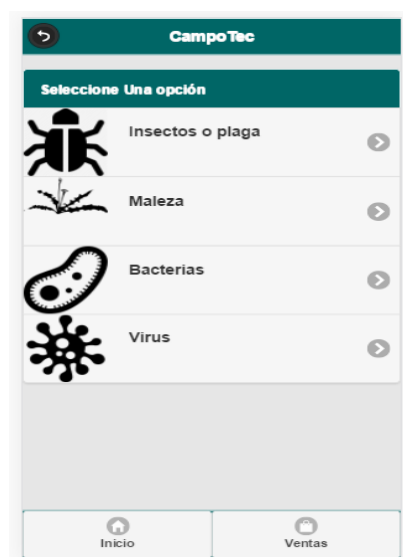 CampoTec
Seleccione Una opción
Insectos o plaga
Maleza
Bacterias
Virus
Inicio
Ventas